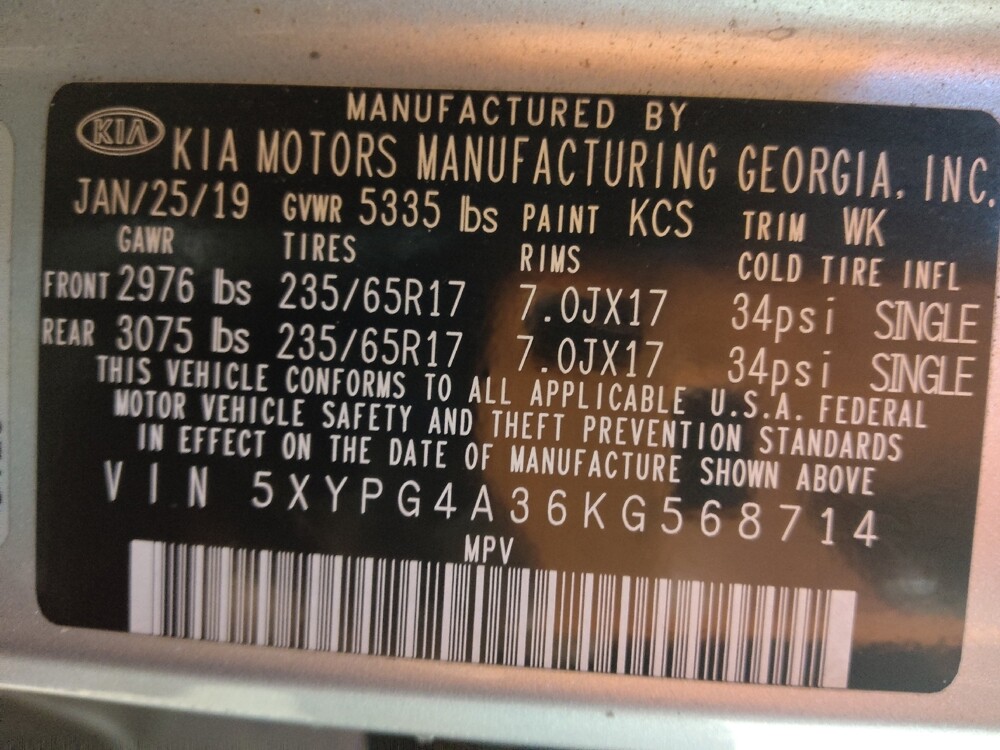 MANUFACTURED BY
KIA KIA MOTORS MANUFACTURING GEORGIA, INC.
JAN/25/19 GVWR 5335 lbs PAINT KCS TRIM WK
GAWR TIRES RIMS COLD TIRE INFL
FRONT 2976 lbs 235/65R17 7.0JX17 34psi SINGLE
REAR 3075 lbs 235/65R17 7.0JX17 34psi SINGLE
THIS VEHICLE CONFORMS TO ALL APPLICABLE U.S.A. FEDERAL
MOTOR VEHICLE SAFETY AND THEFT PREVENTION STANDARDS
IN EFFECT ON THE DATE OF MANUFACTURE SHOWN ABOVE
VIN 5XYPG4A36KG568714
MPV